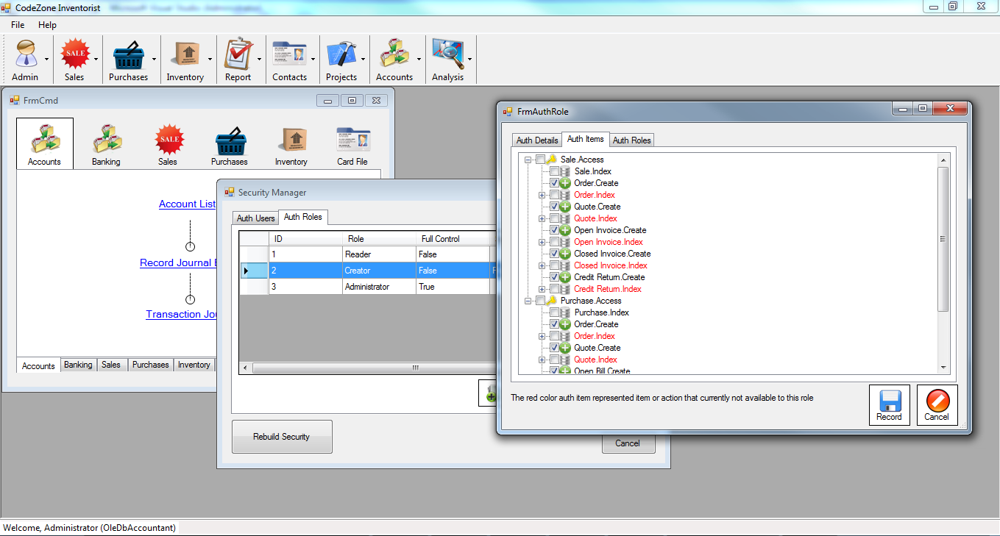 CodeZone Inventorist
File Help
Admin Sales Purchases Inventory Report Contacts Projects Accounts Analysis
FrmCmd
SALE
Accounts Banking Sales Purchases Inventory Card File
Account List
Record Journal
Transaction
Accounts Banking Sales Purchases Inventory
Security Manager
Auth Users Auth Roles
ID Role Full Control
1 Reader False
2 Creator False
3 Administrator True
Rebuild Security
Cancel
FrmAuthRole
Auth Details Auth Items Auth Roles
Sale.Access
Sale.Index
Order.Create
Order.Index
Quote.Create
Quote.Index
Open Invoice.Create
Open Invoice.Index
Closed Invoice.Create
Closed Invoice.Index
Credit Return.Create
Credit Return.Index
Purchase.Access
Purchase.Index
Order.Create
Order.Index
Quote.Create
Quote.Index
Open Bill.Create
The red color auth item represented item or action that currently not available to this role
Record Cancel
Welcome, Administrator (OleDbAccountant)